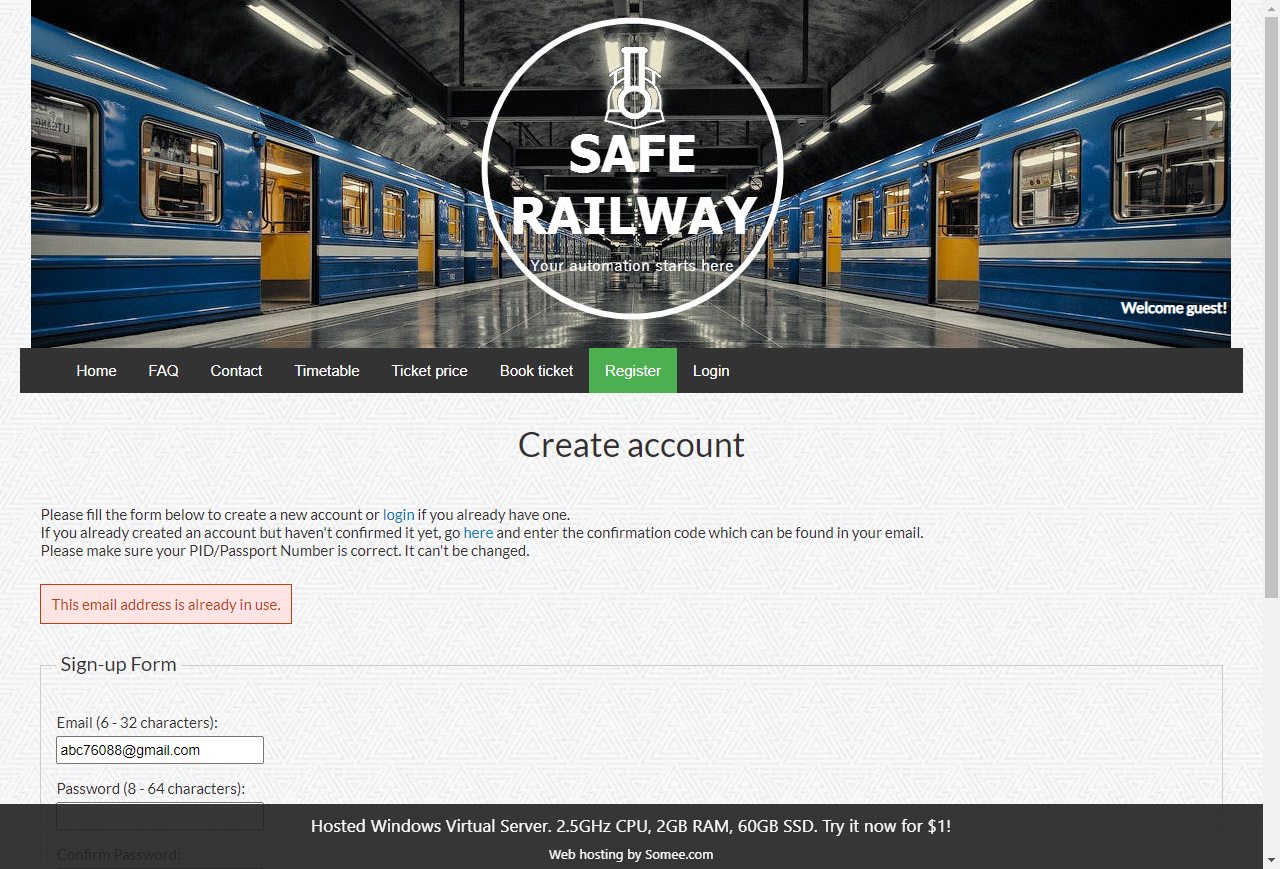 SAFE
RAILWAY
Your automation starts here
Welcome guest!
Home FAQ Contact Timetable Ticket price Book ticket Register Login
Create account
Please fill the form below to create a new account or login if you already have one.
If you already created an account but haven't confirmed it yet, go here and enter the confirmation code which can be found in your email.
Please make sure your PID/Passport Number is correct. It can't be changed.
This email address is already in use.
Sign-up Form
Email (6 - 32 characters):
abc76088@gmail.com
Password (8 - 64 characters):
Hosted Windows Virtual Server. 2.5GHz CPU, 2GB RAM, 60GB SSD. Try it now for $1!
Confirm Password:
Web hosting by Somee.com